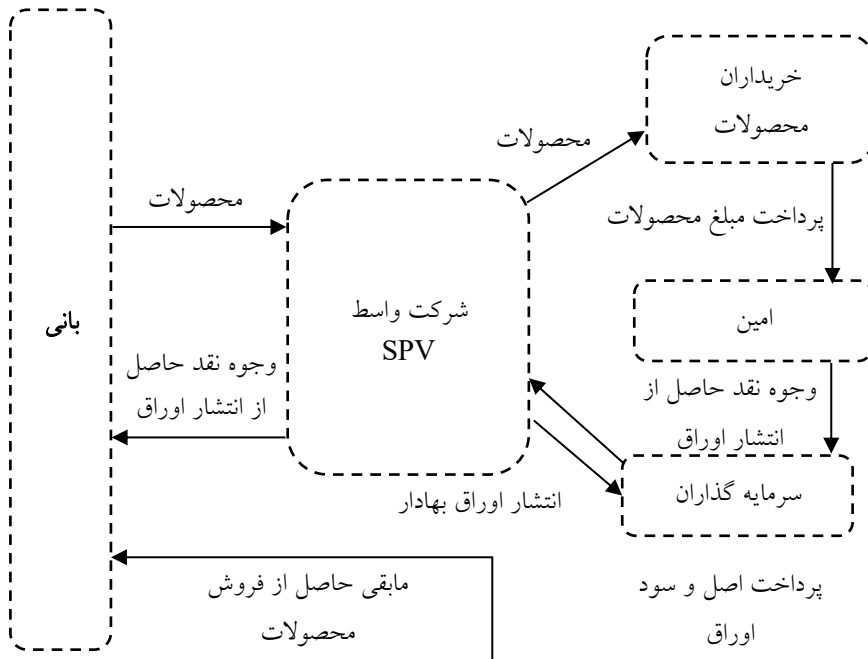 خریداران
محصولات
محصولات
محصولات
پرداخت مبلغ محصولات
بانی
شرکت واسط
SPV
امین
وجوه نقد حاصل
از انتشار اوراق
وجوه نقد حاصل از
انتشار اوراق
سرمایه گذاران
انتشار اوراق بهادار
مابقی حاصل از فروش
محصولات
پرداخت اصل و سود
اوراق